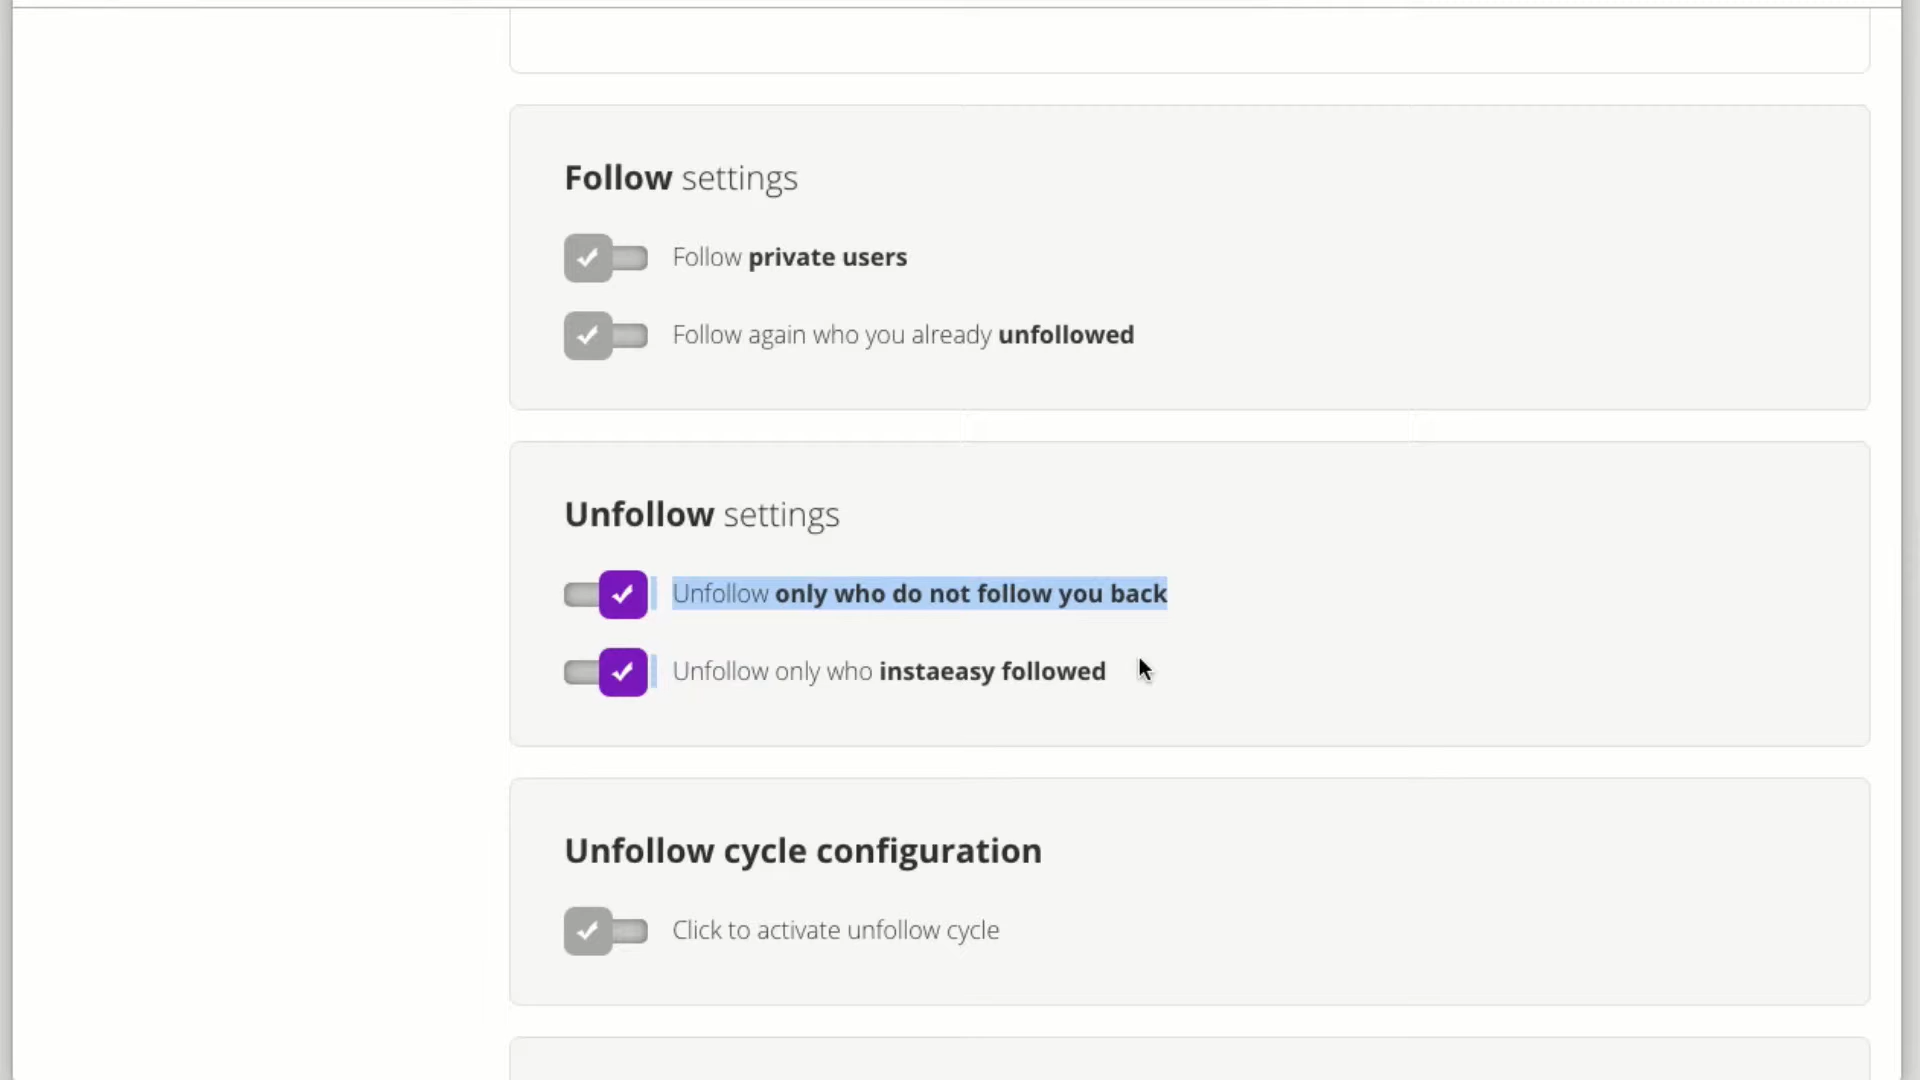 Follow settings
Follow private users
Follow again who you already unfollowed
Unfollow settings
Unfollow only who do not follow you back
Unfollow only who instaeasy followed
Unfollow cycle configuration
Click to activate unfollow cycle